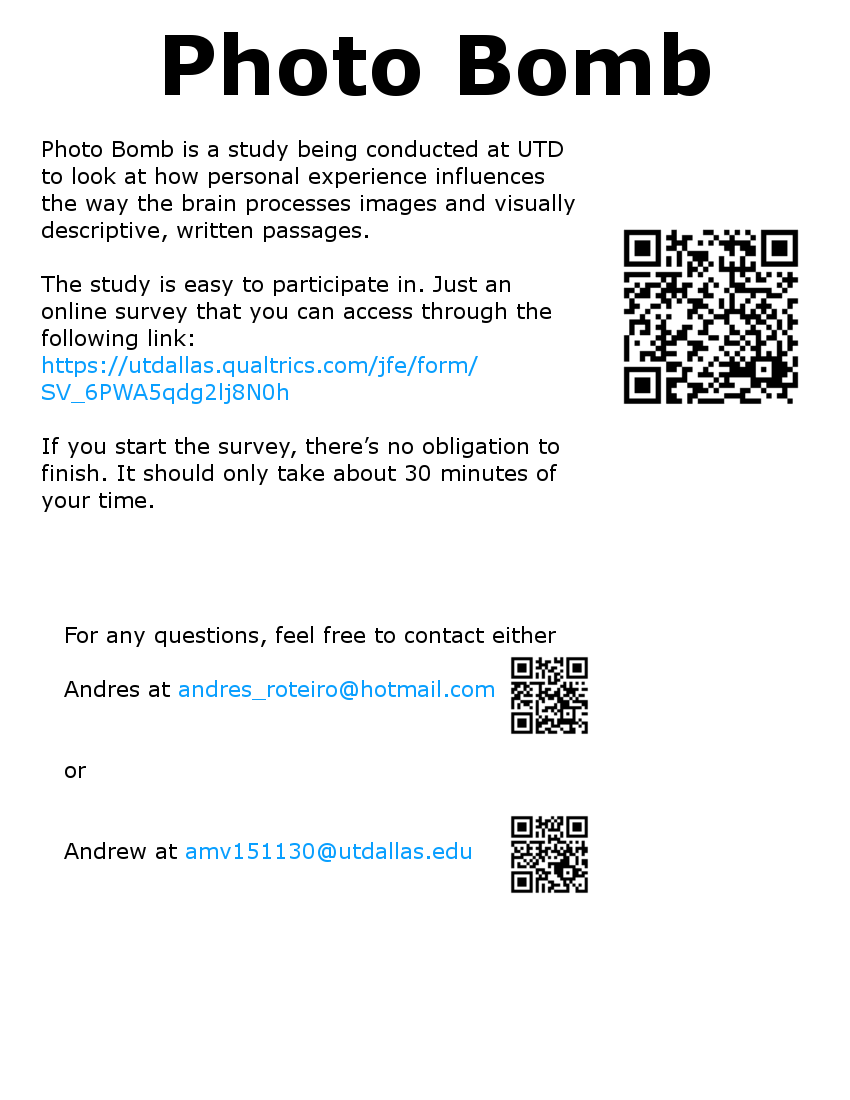 Photo Bomb
Photo Bomb is a study being conducted at UTD
to look at how personal experience influences
the way the brain processes images and visually
descriptive, written passages.
The study is easy to participate in. Just an
online survey that you can access through the
following link:
https://utdallas.qualtrics.com/jfe/form/
SV_6PWA5qdg2lj8N0h
If you start the survey, there’s no obligation to
finish. It should only take about 30 minutes of
your time.
For any questions, feel free to contact either
Andres at andres_roteiro@hotmail.com
or
Andrew at amv151130@utdallas.edu